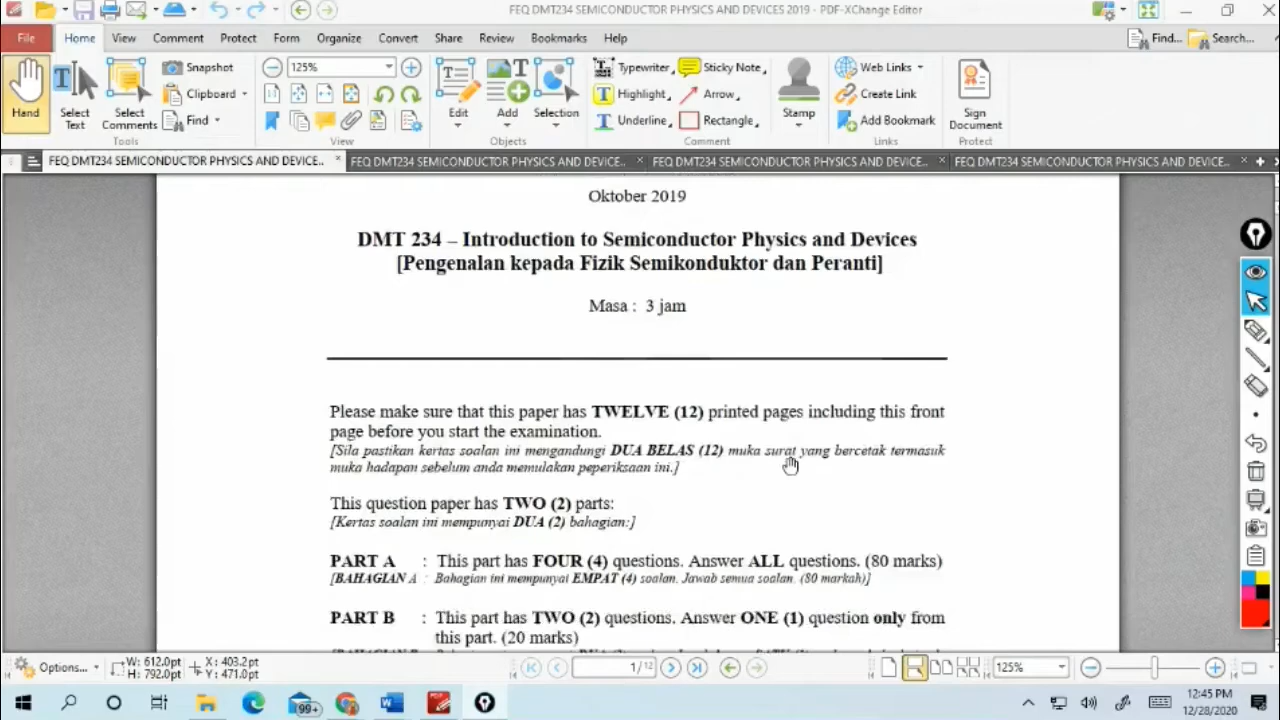 FEQ DMT234 SEMICONDUCTOR PHYSICS AND DEVICES 2019 - PDF-XChange Editor
File Home View Comment Protect Form Organize Convert Share Review Bookmarks Help Find... Search...
Hand
Select Text
Select Comments
Snapshot
Clipboard
Find
Tools
125%
View
Edit
Add
Selection
Objects
Typewriter
Highlight
Underline
Sticky Note
Arrow
Rectangle
Stamp
Comment
Web Links
Create Link
Add Bookmark
Links
Sign Document
Protect
FEQ DMT234 SEMICONDUCTOR PHYSICS AND DEVICE... FEQ DMT234 SEMICONDUCTOR PHYSICS AND DEVICE... FEQ DMT234 SEMICONDUCTOR PHYSICS AND DEVICE... FEQ DMT234 SEMICONDUCTOR PHYSICS AND DEVICE...
Oktober 2019
DMT 234 – Introduction to Semiconductor Physics and Devices
[Pengenalan kepada Fizik Semikonduktor dan Peranti]
Masa : 3 jam
Please make sure that this paper has TWELVE (12) printed pages including this front
page before you start the examination.
[Sila pastikan kertas soalan ini mengandungi DUA BELAS (12) muka surat yang bercetak termasuk
muka hadapan sebelum anda memulakan peperiksaan ini.]
This question paper has TWO (2) parts:
[Kertas soalan ini mempunyai DUA (2) bahagian:]
PART A : This part has FOUR (4) questions. Answer ALL questions. (80 marks)
[BAHAGIAN A : Bahagian ini mempunyai EMPAT (4) soalan. Jawab semua soalan. (80 markah)]
PART B : This part has TWO (2) questions. Answer ONE (1) question only from
this part. (20 marks)
Options...
W: 612.0pt
H: 792.0pt
X: 403.2pt
Y: 471.0pt
1/12
125%
99+
12:45 PM
12/28/2020